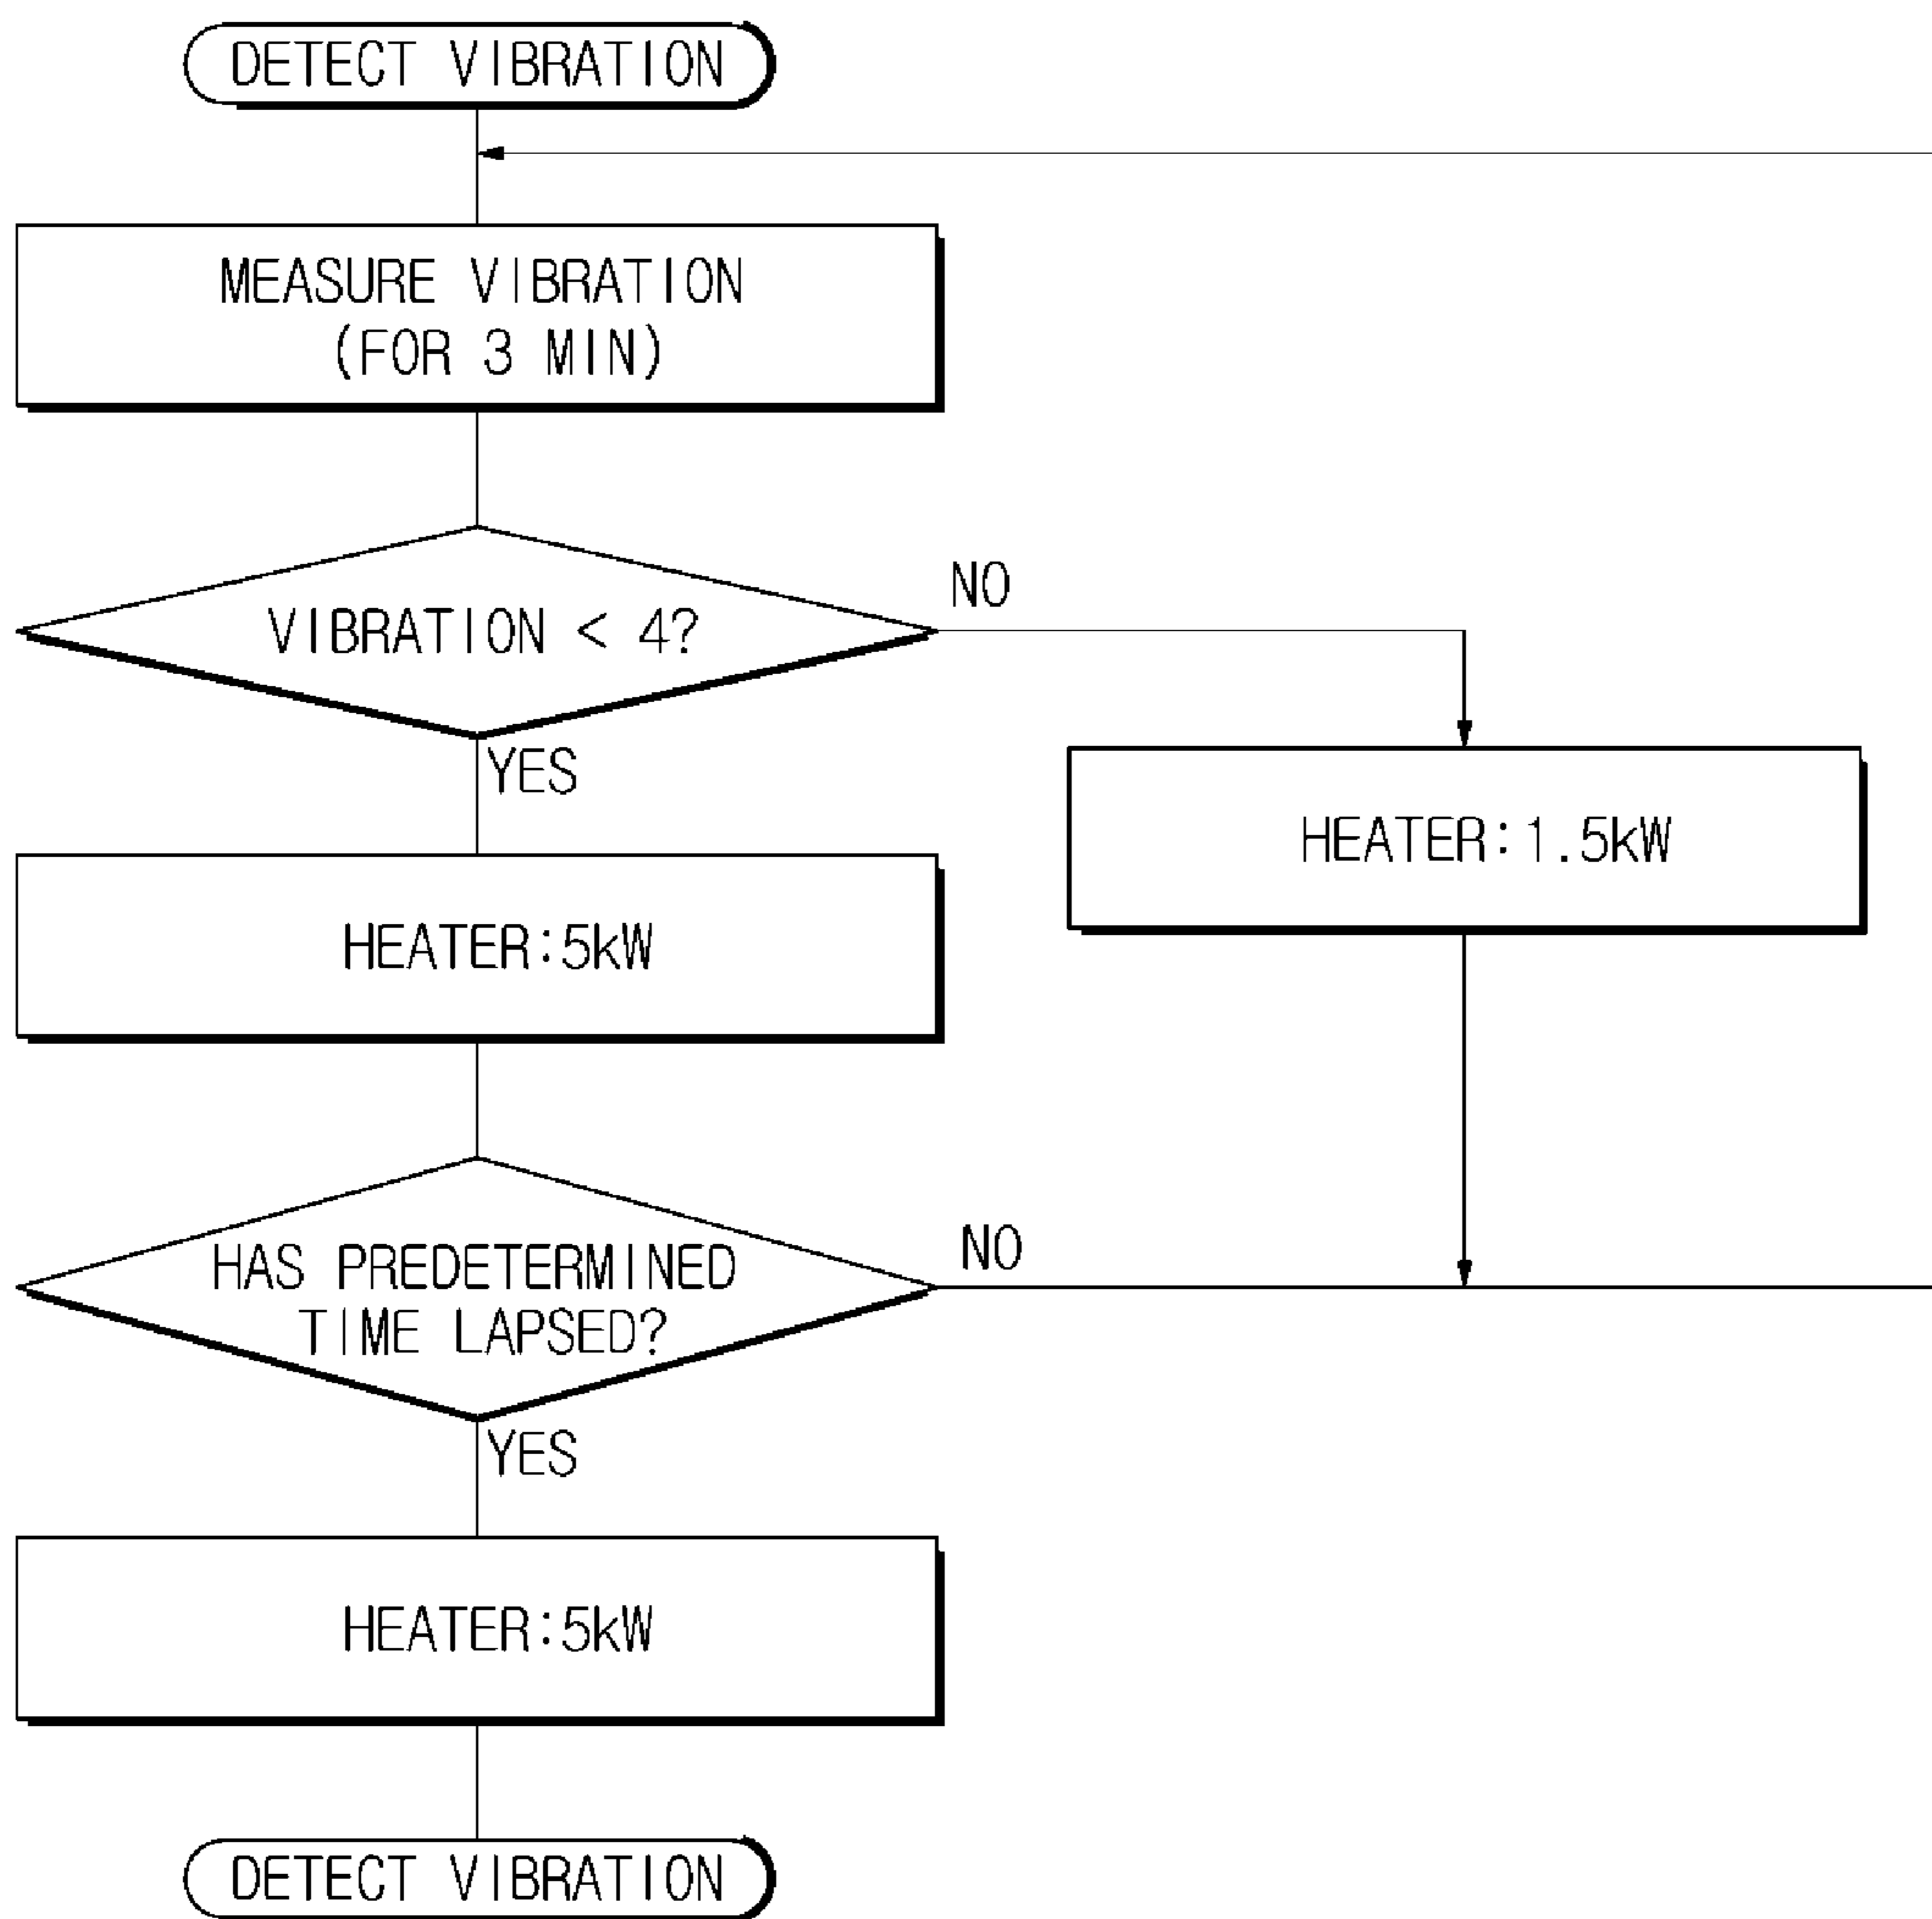 DETECT VIBRATION
MEASURE VIBRATION
(FOR 3 MIN)
VIBRATION < 4?
NO
YES
HEATER:1.5kW
HEATER:5kW
HAS PREDETERMINED
TIME LAPSED?
NO
YES
HEATER:5kW
DETECT VIBRATION